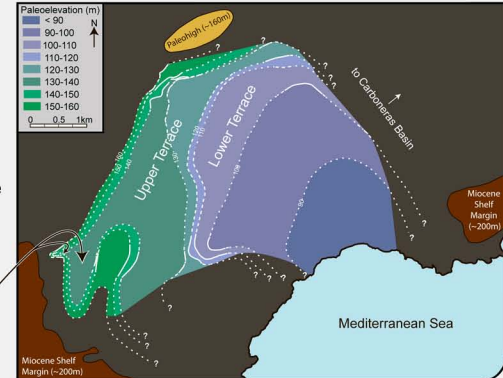 Paleoelevation (m)
< 90
90-100
100-110
110-120
120-130
130-140
140-150
150-160
N
0 0,5 1km
Paleohigh (~160m)
to Carboneras Basin
Upper Terrace
Lower Terrace
Miocene
Shelf
Margin
(~200m)
Mediterranean Sea
Miocene Shelf
Margin (~200m)